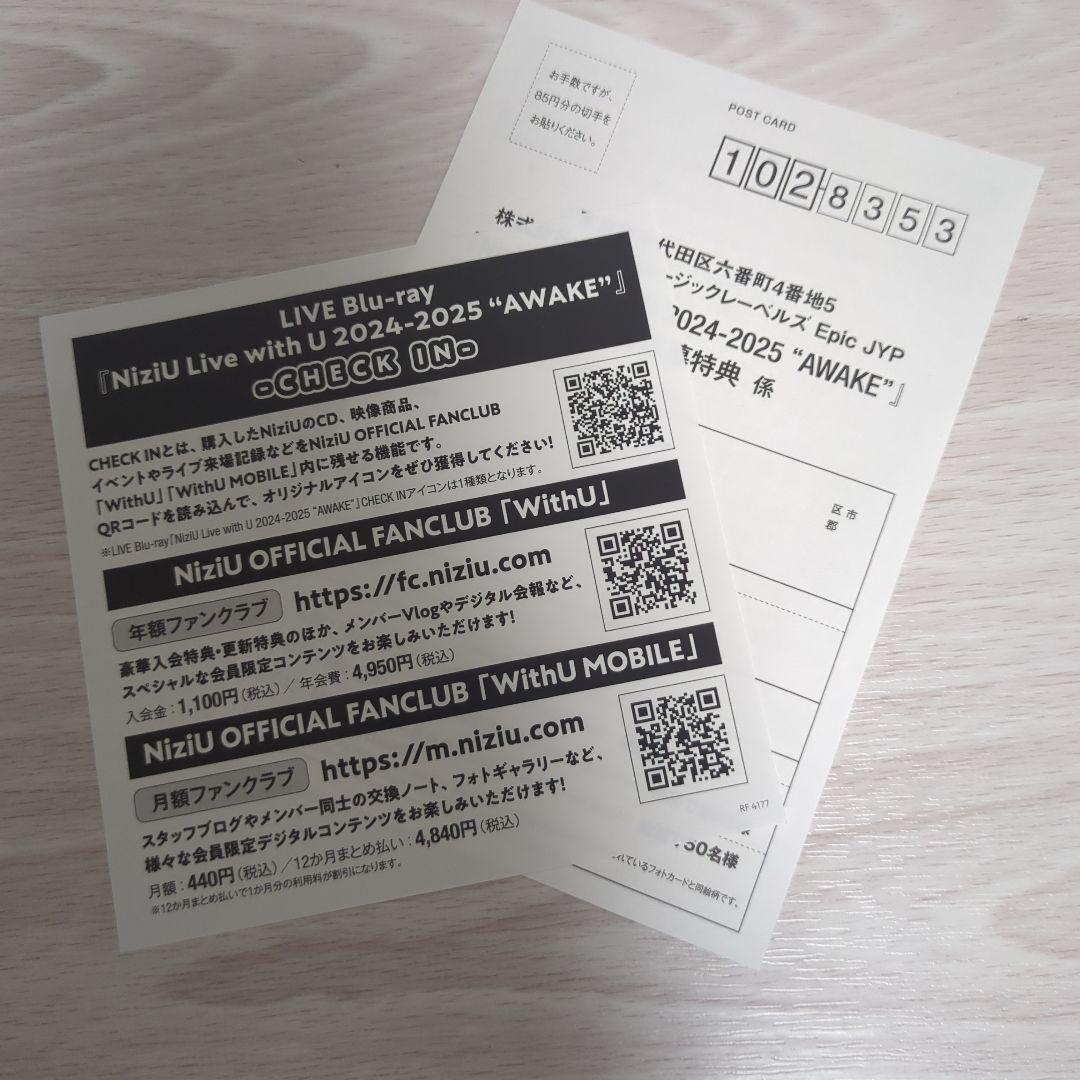 お手数ですが、
85円分の切手を
お貼りください。
POST CARD
1028353
株式
代田区六番町4番地5
ージックレーベルズ Epic JYP
2024-2025 “AWAKE”』
特典 係
区 市
郡
50名様
れているフォトカードと同絵柄です。
LIVE Blu-ray
『NiziU Live with U 2024-2025 “AWAKE”』
-CHECK IN-
CHECK INとは、購入したNiziUのCD、映像商品、
イベントやライブ来場記録などをNiziU OFFICIAL FANCLUB
「WithU」「WithU MOBILE」内に残せる機能です。
QRコードを読み込んで、オリジナルアイコンをぜひ獲得してください!
※LIVE Blu-ray『NiziU Live with U 2024-2025 “AWAKE”』CHECK INアイコンは1種類となります。
NiziU OFFICIAL FANCLUB「WithU」
年額ファンクラブ https://fc.niziu.com
豪華入会特典・更新特典のほか、メンバーVlogやデジタル会報など、
スペシャルな会員限定コンテンツをお楽しみいただけます!
入会金：1,100円(税込) ／ 年会費：4,950円(税込)
NiziU OFFICIAL FANCLUB「WithU MOBILE」
月額ファンクラブ https://m.niziu.com
スタッフブログやメンバー同士の交換ノート、フォトギャラリーなど、
様々な会員限定デジタルコンテンツをお楽しみいただけます!
月額：440円(税込)／12か月まとめ払い：4,840円(税込)
※12か月まとめ払いで1か月分の利用料が割引になります。
RF 4177